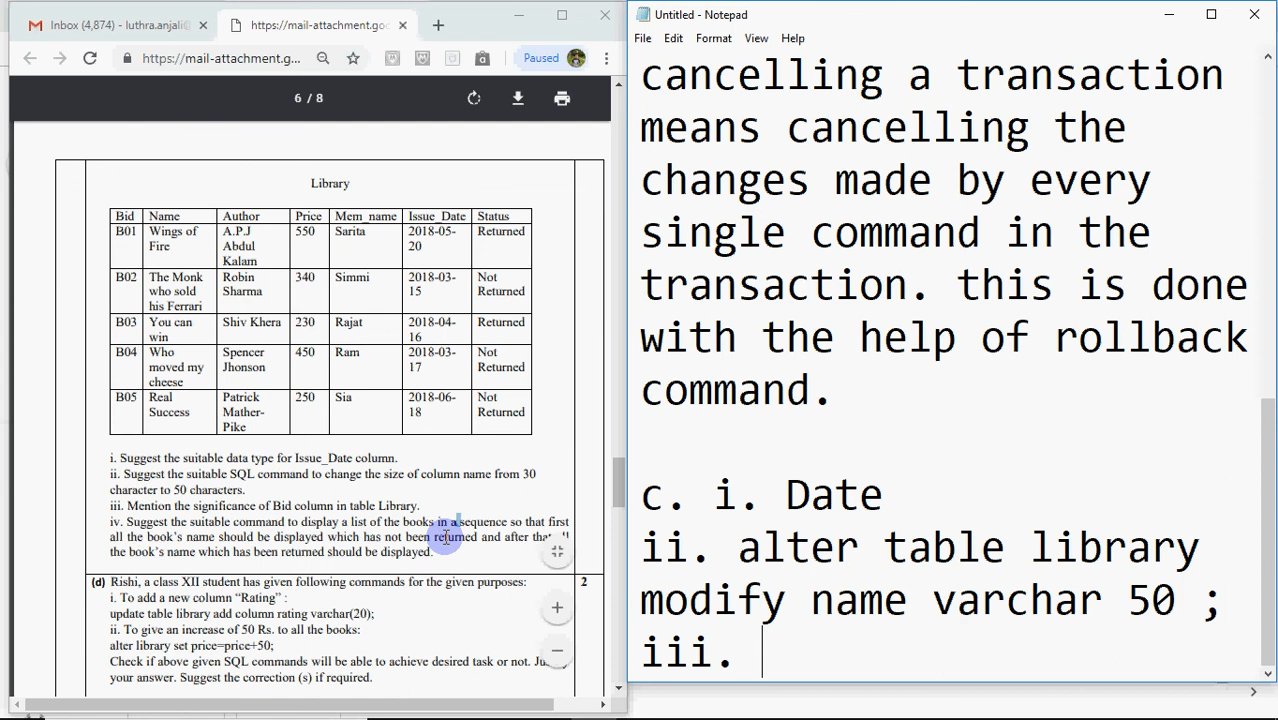 Inbox (4,874) - luthra.anjali@
https://mail-attachment.goo
Untitled - Notepad
https://mail-attachment.g...
Paused
File Edit Format View Help
6 / 8
Library
Bid Name Author Price Mem_name Issue_Date Status
B01 Wings of Fire A.P.J Abdul Kalam 550 Sarita 2018-05-20 Returned
B02 The Monk who sold his Ferrari Robin Sharma 340 Simmi 2018-03-15 Not Returned
B03 You can win Shiv Khera 230 Rajat 2018-04-16 Returned
B04 Who moved my cheese Spencer Jhonson 450 Ram 2018-03-17 Not Returned
B05 Real Success Patrick Mather-Pike 250 Sia 2018-06-18 Not Returned
i. Suggest the suitable data type for Issue_Date column.
ii. Suggest the suitable SQL command to change the size of column name from 30
character to 50 characters.
iii. Mention the significance of Bid column in table Library.
iv. Suggest the suitable command to display a list of the books in a sequence so that first
all the book's name should be displayed which has not been returned and after that all
the book's name which has been returned should be displayed.
(d) Rishi, a class XII student has given following commands for the given purposes: 2
i. To add a new column “Rating” :
update table library add column rating varchar(20);
ii. To give an increase of 50 Rs. to all the books:
alter library set price=price+50;
Check if above given SQL commands will be able to achieve desired task or not.
your answer. Suggest the correction (s) if required.
cancelling a transaction
means cancelling the
changes made by every
single command in the
transaction. this is done
with the help of rollback
command.
c. i. Date
ii. alter table library
modify name varchar 50 ;
iii.